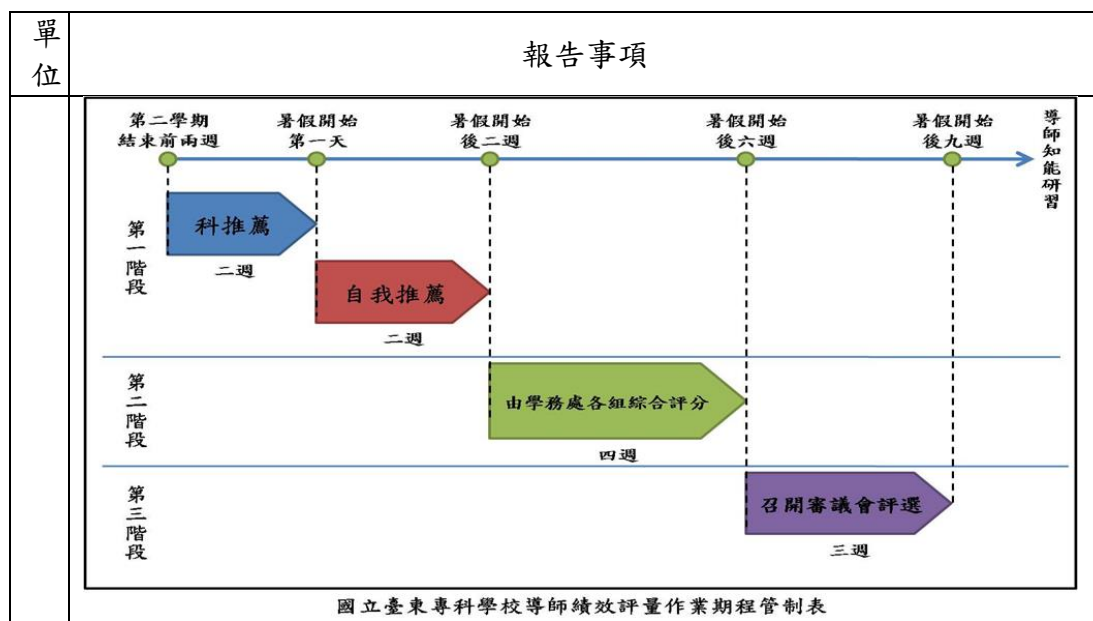 單位
報告事項
第二學期
結束前兩週
暑假開始
第一天
暑假開始
後二週
暑假開始
後六週
暑假開始
後九週
導師知能研習
第一階段
科推薦
二週
自我推薦
二週
第二階段
由學務處各組綜合評分
四週
第三階段
召開審議會評選
三週
國立臺東專科學校導師績效評量作業期程管制表